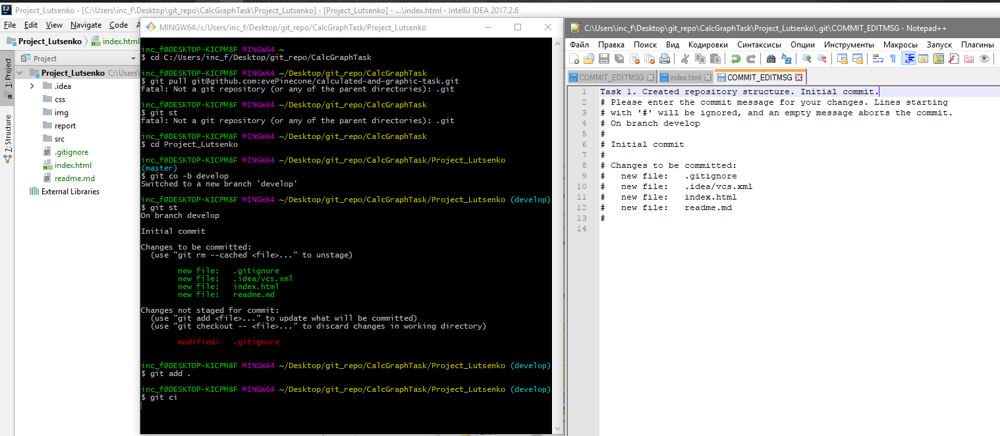 Project_Lutsenko - [C:\Users\inc_f\Desktop\git_repo\CalcGraphTask\Project_Lutsenko] - [Project_Lutsenko] - ...\index.html - IntelliJ IDEA 2017.2.6
File Edit View Navigate Code
Project_Lutsenko index.html
Project
1: Project
7: Structure
Project_Lutsenko C:\Users\
.idea
css
img
report
src
.gitignore
index.html
readme.md
External Libraries
MINGW64:/c/Users/inc_f/Desktop/git_repo/CalcGraphTask/Project_Lutsenko
inc_f@DESKTOP-KICPM8F MINGW64 ~
$ cd C:/Users/inc_f/Desktop/git_repo/CalcGraphTask
inc_f@DESKTOP-KICPM8F MINGW64 ~/Desktop/git_repo/CalcGraphTask
$ git pull git@github.com:evePinecone/calculated-and-graphic-task.git
fatal: Not a git repository (or any of the parent directories): .git
inc_f@DESKTOP-KICPM8F MINGW64 ~/Desktop/git_repo/CalcGraphTask
$ git st
fatal: Not a git repository (or any of the parent directories): .git
inc_f@DESKTOP-KICPM8F MINGW64 ~/Desktop/git_repo/CalcGraphTask
$ cd Project_Lutsenko
inc_f@DESKTOP-KICPM8F MINGW64 ~/Desktop/git_repo/CalcGraphTask/Project_Lutsenko
(master)
$ git co -b develop
Switched to a new branch 'develop'
inc_f@DESKTOP-KICPM8F MINGW64 ~/Desktop/git_repo/CalcGraphTask/Project_Lutsenko (develop)
$ git st
On branch develop
Initial commit
Changes to be committed:
(use "git rm --cached <file>..." to unstage)
new file: .gitignore
new file: .idea/vcs.xml
new file: index.html
new file: readme.md
Changes not staged for commit:
(use "git add <file>..." to update what will be committed)
(use "git checkout -- <file>..." to discard changes in working directory)
modified: .gitignore
inc_f@DESKTOP-KICPM8F MINGW64 ~/Desktop/git_repo/CalcGraphTask/Project_Lutsenko (develop)
$ git add .
inc_f@DESKTOP-KICPM8F MINGW64 ~/Desktop/git_repo/CalcGraphTask/Project_Lutsenko (develop)
$ git ci
C:\Users\inc_f\Desktop\git_repo\CalcGraphTask\Project_Lutsenko\.git\COMMIT_EDITMSG - Notepad++
Файл Правка Поиск Вид Кодировки Синтаксисы Опции Инструменты Макросы Запуск Плагины
COMMIT_EDITMSG index.html COMMIT_EDITMSG
1 Task 1. Created repository structure. Initial commit.
2 # Please enter the commit message for your changes. Lines starting
3 # with '#' will be ignored, and an empty message aborts the commit.
4 # On branch develop
5 #
6 # Initial commit
7 #
8 # Changes to be committed:
9 # new file: .gitignore
10 # new file: .idea/vcs.xml
11 # new file: index.html
12 # new file: readme.md
13 #
14